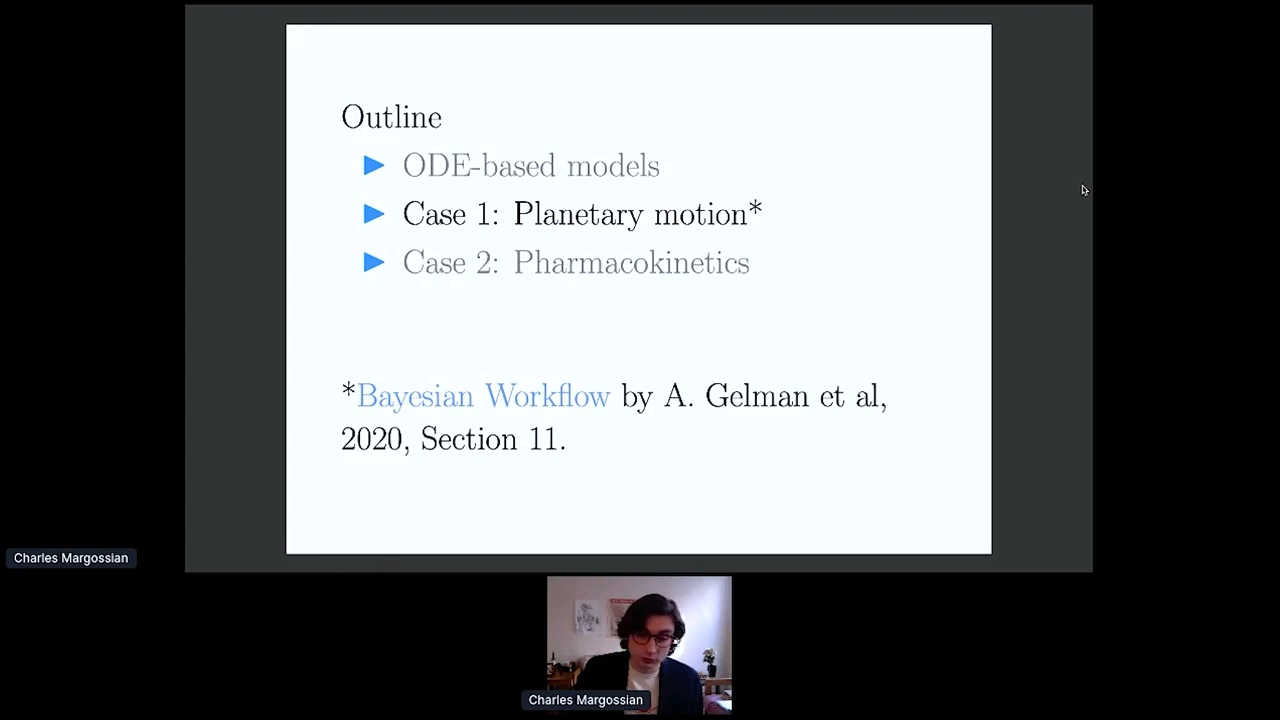 Outline
ODE-based models
Case 1: Planetary motion*
Case 2: Pharmacokinetics
*Bayesian Workflow by A. Gelman et al,
2020, Section 11.
Charles Margossian
Charles Margossian